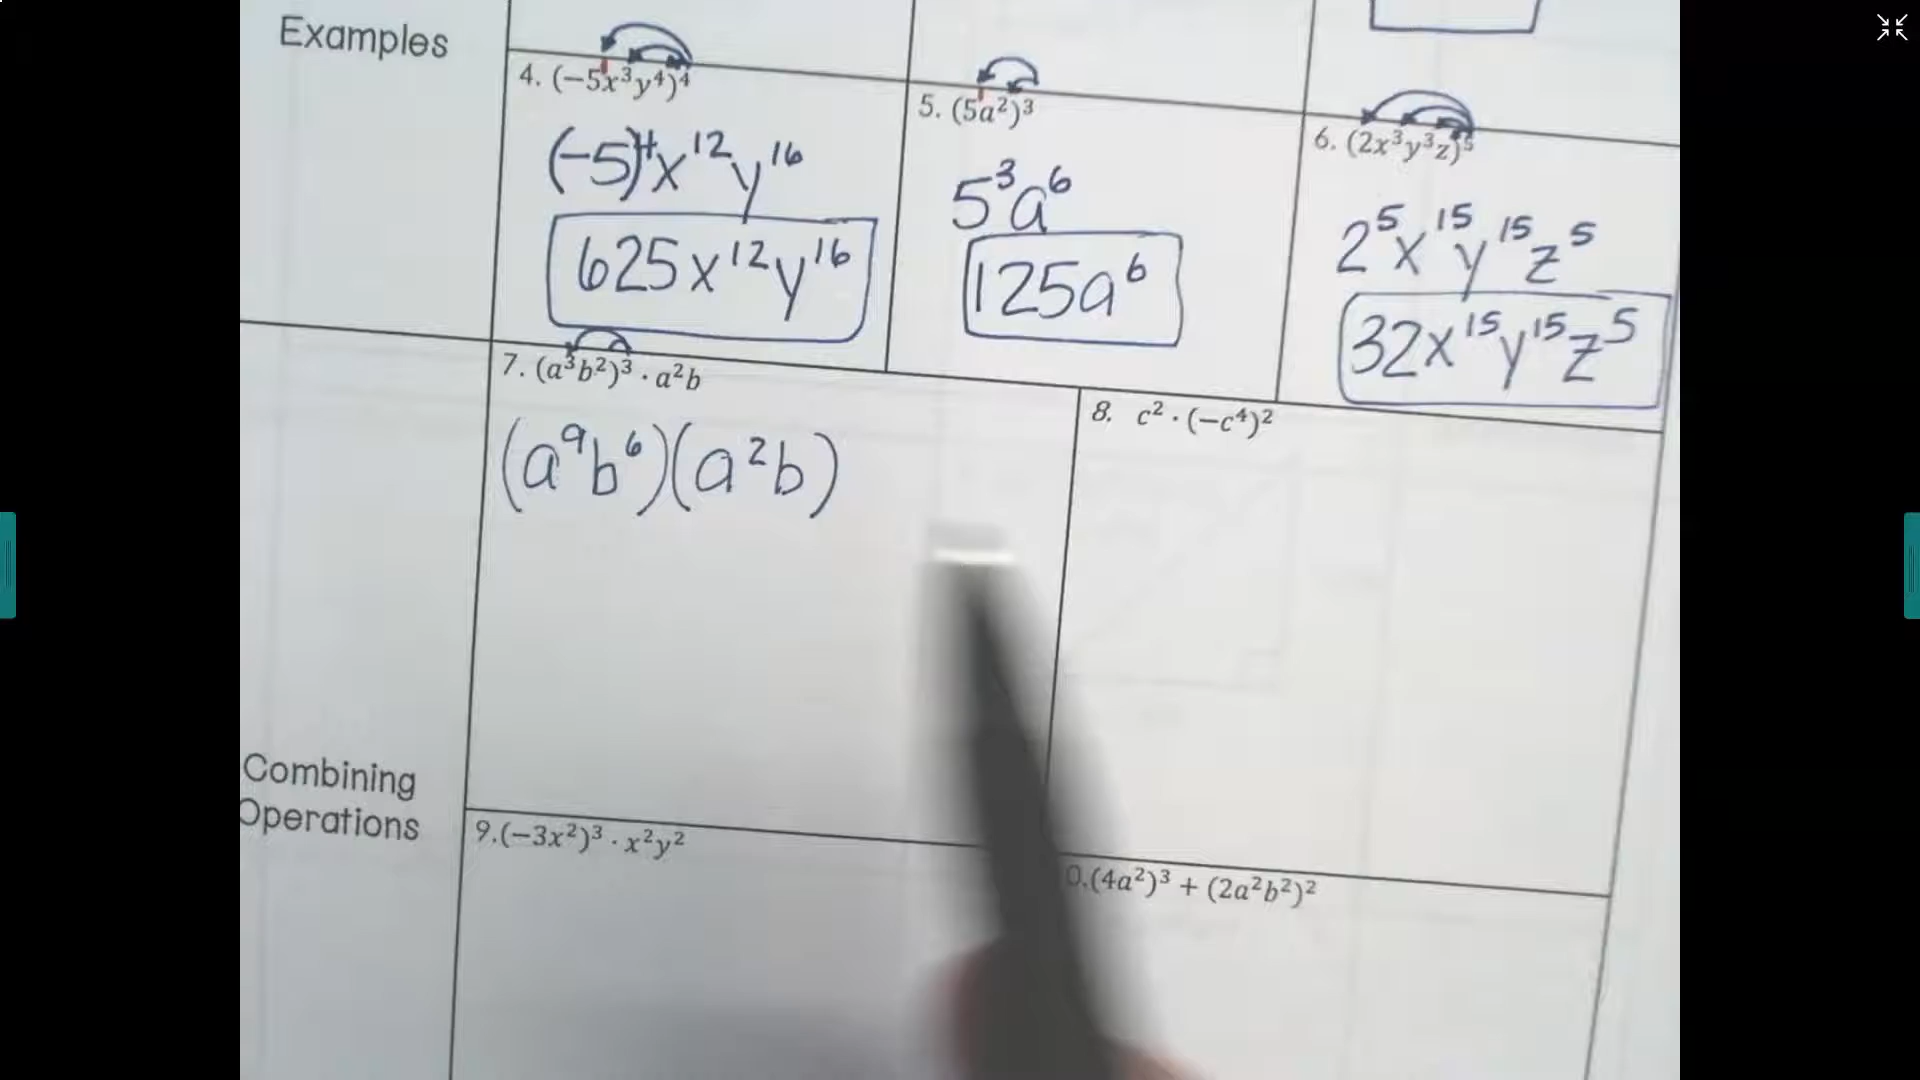 Examples
4. (−5x³y⁴)⁴
(−5)⁴x¹²y¹⁶
625x¹²y¹⁶
5. (5a²)³
5³a⁶
125a⁶
6. (2x³y³z)⁵
2⁵x¹⁵y¹⁵z⁵
32x¹⁵y¹⁵z⁵
Combining
Operations
7. (a³b²)³ · a²b
(a⁹b⁶)(a²b)
8. c² · (−c⁴)²
9.(−3x²)³ · x²y²
0.(4a²)³ + (2a²b²)²